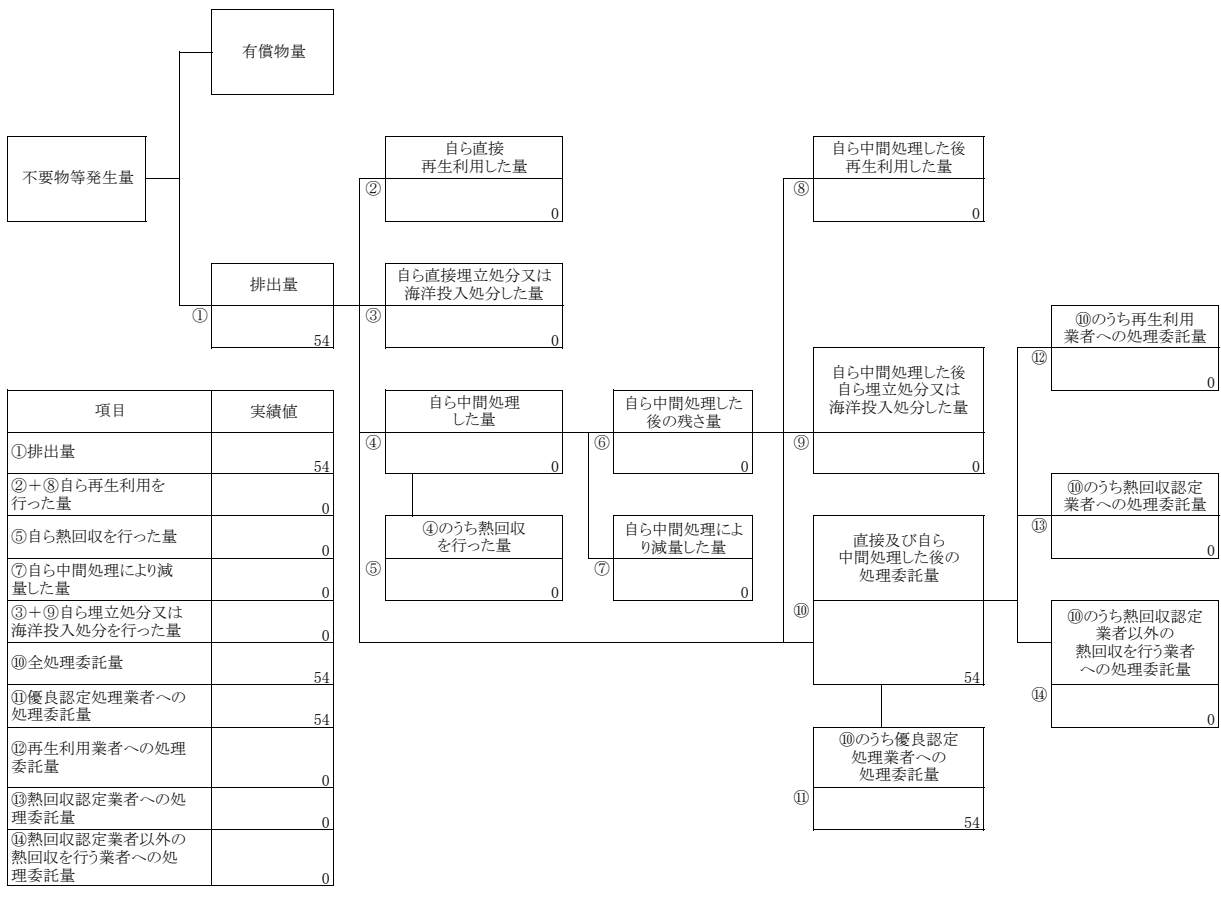 有償物量
不要物等発生量
排出量
①
54
自ら直接
再生利用した量
②
0
自ら直接埋立処分又は
海洋投入処分した量
③
0
自ら中間処理
した量
④
0
④のうち熱回収
を行った量
⑤
0
自ら中間処理した
後の残さ量
⑥
0
自ら中間処理によ
り減量した量
⑦
0
自ら中間処理した後
再生利用した量
⑧
0
自ら中間処理した後
自ら埋立処分又は
海洋投入処分した量
⑨
0
直接及び自ら
中間処理した後の
処理委託量
⑩
54
⑩のうち優良認定
処理業者への
処理委託量
⑪
54
⑩のうち再生利用
業者への処理委託量
⑫
0
⑩のうち熱回収認定
業者への処理委託量
⑬
0
⑩のうち熱回収認定
業者以外の
熱回収を行う業者
への処理委託量
⑭
0
項目 実績値
①排出量
54
②+⑧自ら再生利用を
行った量
0
⑤自ら熱回収を行った量
0
⑦自ら中間処理により減
量した量
0
③+⑨自ら埋立処分又は
海洋投入処分を行った量
0
⑩全処理委託量
54
⑪優良認定処理業者への
処理委託量
54
⑫再生利用業者への処理
委託量
0
⑬熱回収認定業者への処
理委託量
0
⑭熱回収認定業者以外の
熱回収を行う業者への処
理委託量
0